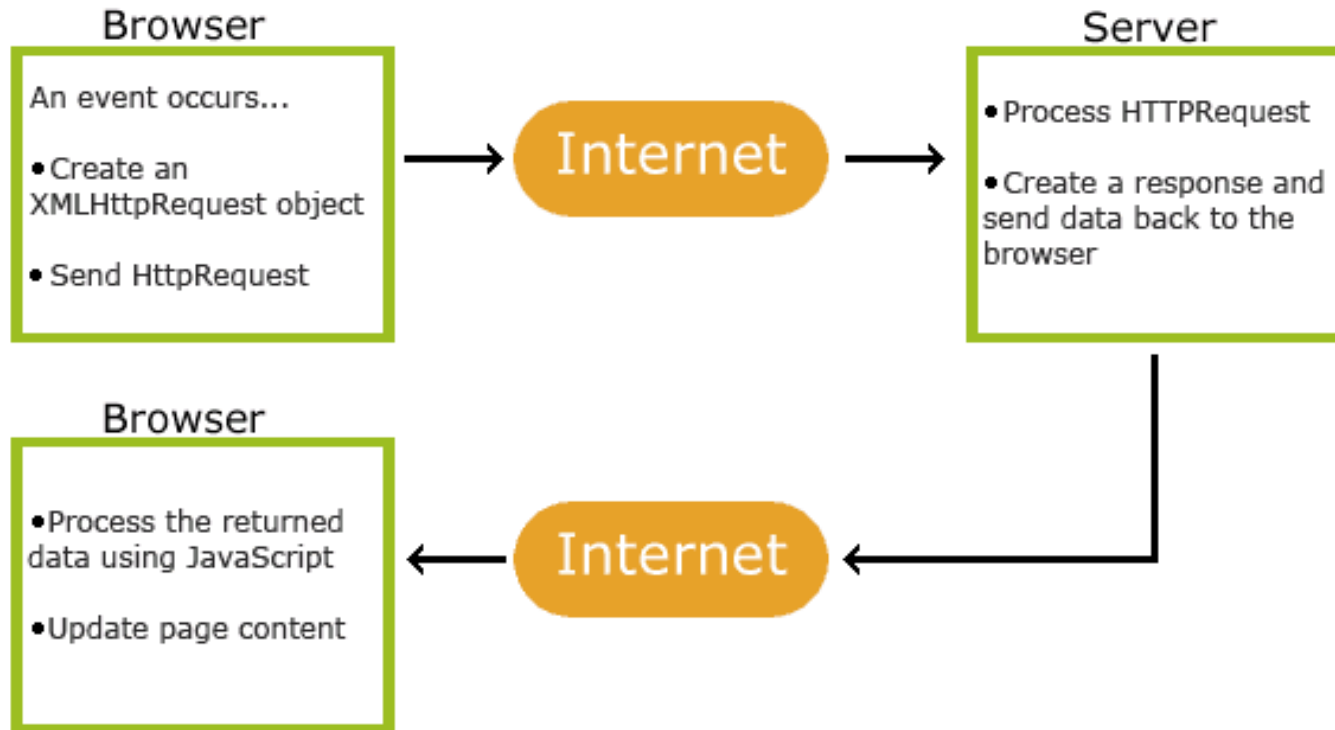 Browser
An event occurs...
•Create an
XMLHttpRequest object
• Send HttpRequest
Internet
Server
•Process HTTPRequest
•Create a response and
send data back to the
browser
Browser
•Process the returned
data using JavaScript
•Update page content
Internet